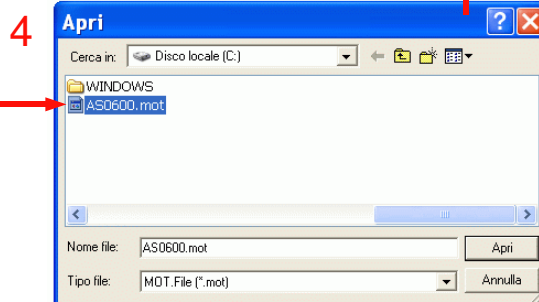 4
Apri
Cerca in: Disco locale (C:)
WINDOWS
AS0600.mot
Nome file: AS0600.mot Apri
Tipo file: MOT.File (*.mot) Annulla